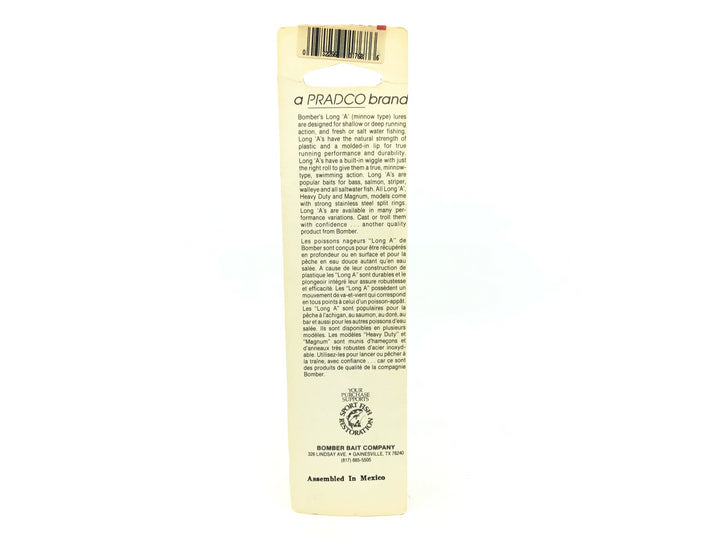 a PRADCO brand
Bomber's Long 'A' (minnow type) lures
are designed for shallow or deep running
action, and fresh or salt water fishing.
Long 'A's have the natural strength of
plastic and a molded-in lip for true
running performance and durability.
Long 'A's have a built-in wiggle with just
the right roll to give them a true, minnow-
type, swimming action. Long 'A's are
popular baits for bass, salmon, striper,
walleye and all saltwater fish. All Long 'A',
Heavy Duty and Magnum, models come
with strong stainless steel split rings.
Long 'A's are available in many per-
formance variations. Cast or troll them
with confidence . . . another quality
product from Bomber.
Les poissons nageurs "Long A" de
Bomber sont conçus pour être récupérés
en profondeur ou en surface et pour la
pêche en eau douce autant qu'en eau
salée. A cause de leur construction de
plastique les "Long A" sont durables et le
plongeoir intégré leur assure robustesse
et efficacité. Les "Long A" possèdent un
mouvement de va-et-vient qui correspond
en tous points à celui d'un poisson-appât.
Les "Long A" sont populaires pour la
pêche à l'achigan, au saumon, au doré, au
bar et aussi pour les autres poissons d'eau
salée. Ils sont disponibles en plusieurs
modèles. Les modèles "Heavy Duty" et
"Magnum" sont munis d'hameçons et
d'anneaux très robustes d'acier inoxyd-
able. Utilisez-les pour lancer ou pêcher à
la traîne, avec confiance . . . car ce sont
des produits de qualité de la compagnie
Bomber.
YOUR
PURCHASE
SUPPORTS
SPORT FISH
RESTORATION
BOMBER BAIT COMPANY
326 LINDSAY AVE. • GAINESVILLE, TX 76240
(817) 665-5505
Assembled In Mexico